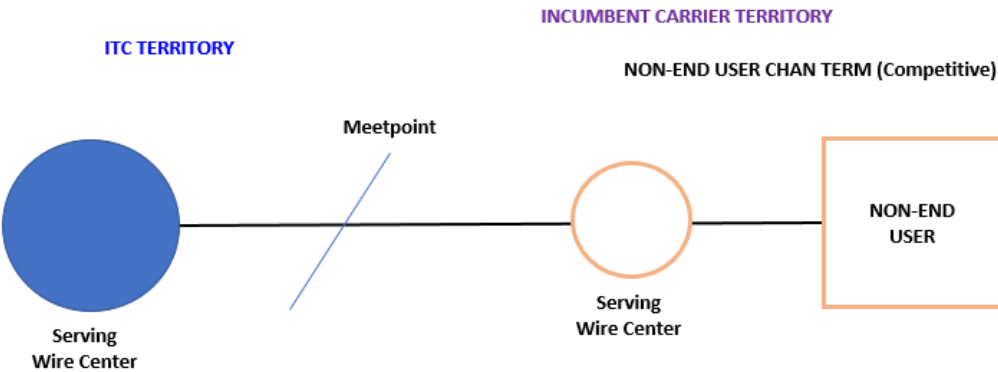 INCUMBENT CARRIER TERRITORY
ITC TERRITORY
NON-END USER CHAN TERM (Competitive)
Meetpoint
NON-END
USER
Serving
Wire Center
Serving
Wire Center